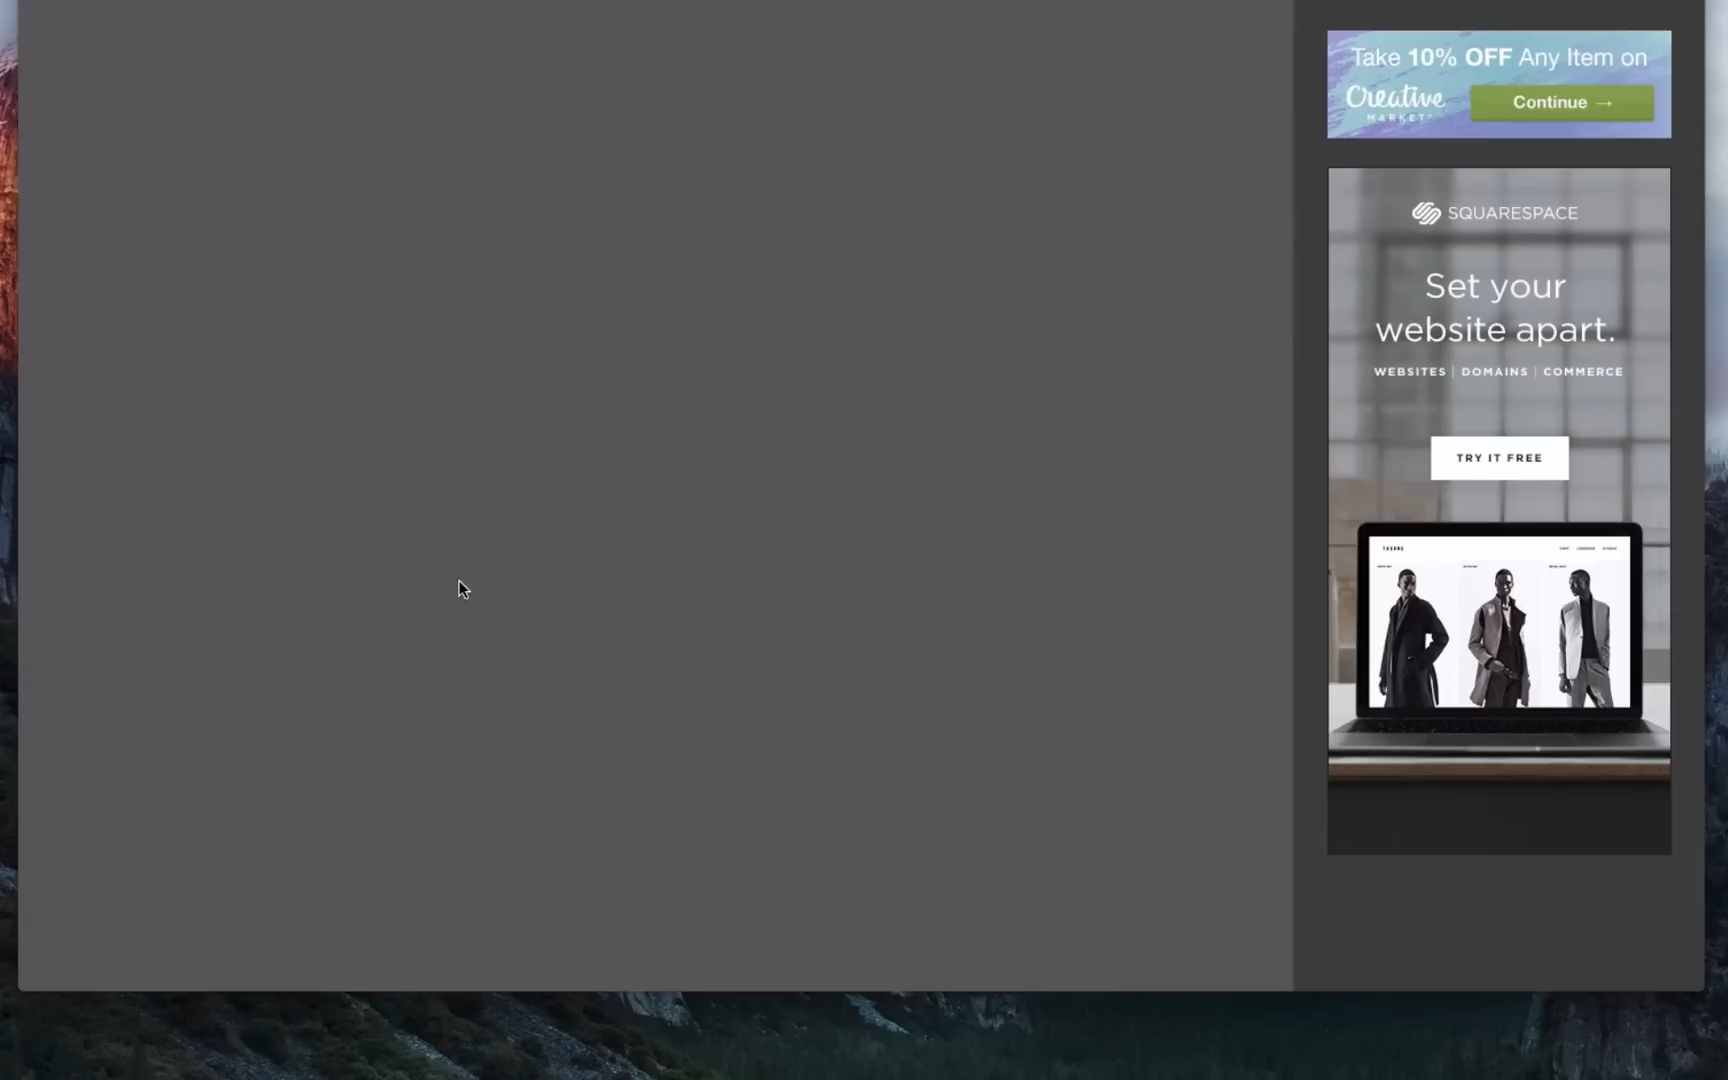 Take 10% OFF Any Item on
Creative
MARKET
Continue →
SQUARESPACE
Set your
website apart.
WEBSITES | DOMAINS | COMMERCE
TRY IT FREE